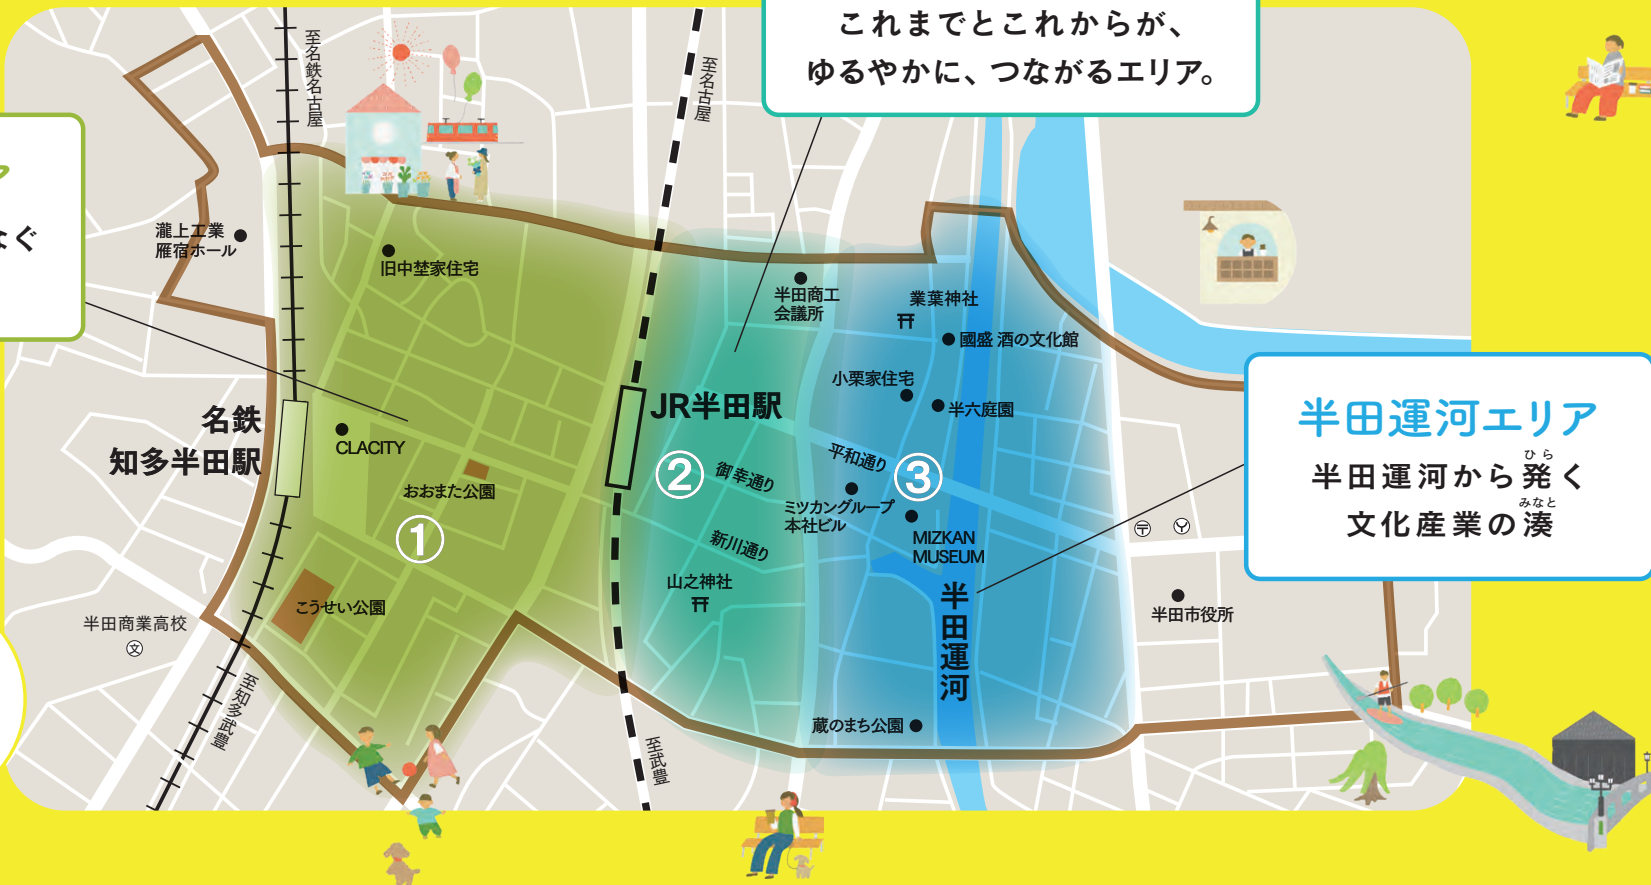 これまでとこれからが、
ゆるやかに、つながるエリア。
至名鉄名古屋
至名古屋
ア
なぐ
瀧上工業
雁宿ホール
旧中埜家住宅
半田商工
会議所
業葉神社
國盛 酒の文化館
小栗家住宅
半六庭園
名鉄
知多半田駅
CLACITY
おおまた公園
①
JR半田駅
②
御幸通り
平和通り
③
ミツカングループ
本社ビル
MIZKAN
MUSEUM
新川通り
山之神社
半田運河
半田運河エリア
半田運河から発く
ひら
文化産業の湊
みなと
こうせい公園
半田商業高校
文
半田市役所
蔵のまち公園
至知多武豊
至武豊